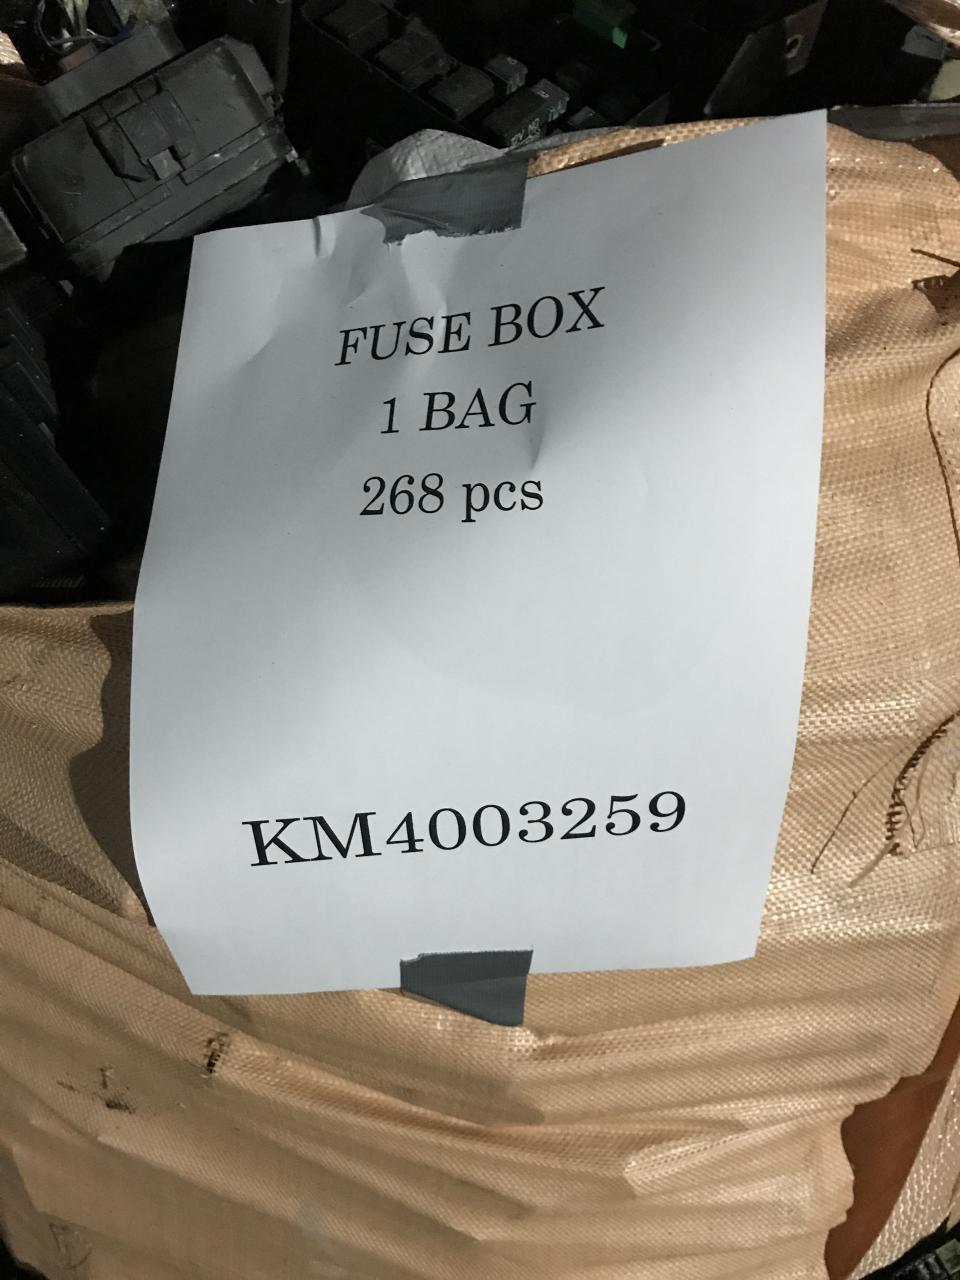 FUSE BOX
1 BAG
268 pcs
KM4003259